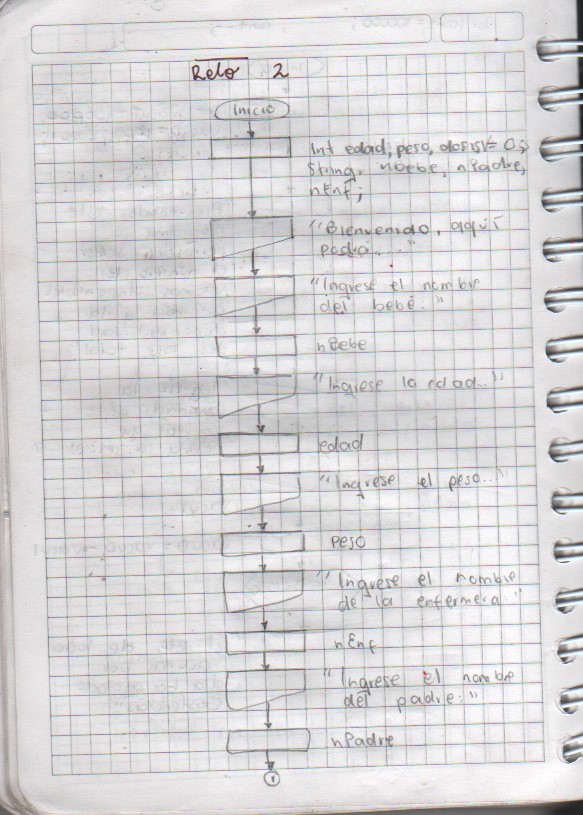 Reto 2
Inicio
Int edad, peso, dosisV= 0;
String, nBebe, nPadre,
nEnf;
"Bienvenido, aquí
podra..."
"Ingrese el nombre
del bebé:"
nBebe
"Ingrese la edad..."
edad
"Ingrese el peso..."
peso
"Ingrese el nombre
de la enfermera:"
nEnf
"Ingrese el nombre
del padre:"
nPadre
1